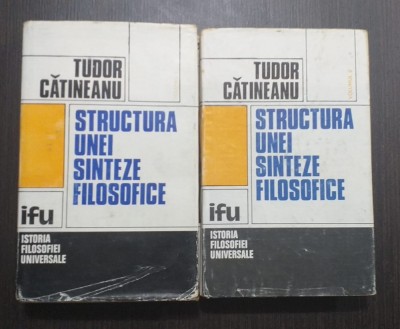 TUDOR
CĂTINEANU
STRUCTURA
UNEI
SINTEZE
FILOSOFICE
ifu
ISTORIA
FILOSOFIEI
UNIVERSALE
TUDOR
CĂTINEANU
STRUCTURA
UNEI
SINTEZE
FILOSOFICE
ifu
ISTORIA
FILOSOFIEI
UNIVERSALE